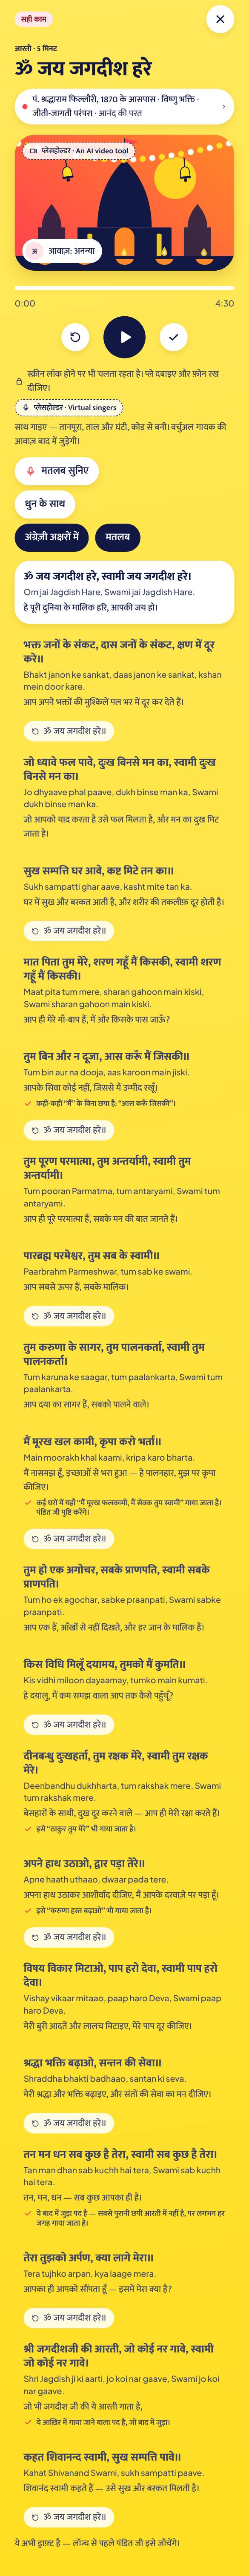 सही काम
आरती · 5 मिनट
ॐ जय जगदीश हरे
पं. श्रद्धाराम फिल्लौरी, 1870 के आसपास · विष्णु भक्ति ·
जीती-जागती परंपरा · आनंद की परत
प्लेसहोल्डर · An AI video tool
अ आवाज़: अनन्या
0:00 4:30
स्क्रीन लॉक होने पर भी चलता रहता है। प्ले दबाइए और फ़ोन रख
दीजिए।
प्लेसहोल्डर · Virtual singers
साथ गाइए — तानपूरा, ताल और घंटी, कोड से बनी। वर्चुअल गायक की
आवाज़ बाद में जुड़ेगी।
मतलब सुनिए
धुन के साथ
अंग्रेज़ी अक्षरों में मतलब
ॐ जय जगदीश हरे, स्वामी जय जगदीश हरे।
Om jai Jagdish Hare, Swami jai Jagdish Hare.
हे पूरी दुनिया के मालिक हरि, आपकी जय हो।
भक्त जनों के संकट, दास जनों के संकट, क्षण में दूर
करे॥
Bhakt janon ke sankat, daas janon ke sankat, kshan
mein door kare.
आप अपने भक्तों की मुश्किलें पल भर में दूर कर देते हैं।
ॐ जय जगदीश हरे॥
जो ध्यावे फल पावे, दुःख बिनसे मन का, स्वामी दुःख
बिनसे मन का।
Jo dhyaave phal paave, dukh binse man ka, Swami
dukh binse man ka.
जो आपको याद करता है उसे फल मिलता है, और मन का दुख मिट
जाता है।
सुख सम्पत्ति घर आवे, कष्ट मिटे तन का॥
Sukh sampatti ghar aave, kasht mite tan ka.
घर में सुख और बरकत आती है, और शरीर की तकलीफ़ दूर होती है।
ॐ जय जगदीश हरे॥
मात पिता तुम मेरे, शरण गहूँ मैं किसकी, स्वामी शरण
गहूँ मैं किसकी।
Maat pita tum mere, sharan gahoon main kiski,
Swami sharan gahoon main kiski.
आप ही मेरे माँ-बाप हैं, मैं और किसके पास जाऊँ?
तुम बिन और न दूजा, आस करूँ मैं जिसकी॥
Tum bin aur na dooja, aas karoon main jiski.
आपके सिवा कोई नहीं, जिससे मैं उम्मीद रखूँ।
कहीं-कहीं “मैं” के बिना छपा है: “आस करूँ जिसकी”।
ॐ जय जगदीश हरे॥
तुम पूरण परमात्मा, तुम अन्तर्यामी, स्वामी तुम
अन्तर्यामी।
Tum pooran Parmatma, tum antaryami, Swami tum
antaryami.
आप ही पूरे परमात्मा हैं, सबके मन की बात जानते हैं।
पारब्रह्म परमेश्वर, तुम सब के स्वामी॥
Paarbrahm Parmeshwar, tum sab ke swami.
आप सबसे ऊपर हैं, सबके मालिक।
ॐ जय जगदीश हरे॥
तुम करुणा के सागर, तुम पालनकर्ता, स्वामी तुम
पालनकर्ता।
Tum karuna ke saagar, tum paalankarta, Swami tum
paalankarta.
आप दया का सागर हैं, सबको पालने वाले।
मैं मूरख खल कामी, कृपा करो भर्ता॥
Main moorakh khal kaami, kripa karo bharta.
मैं नासमझ हूँ, इच्छाओं से भरा हुआ — हे पालनहार, मुझ पर कृपा
कीजिए।
कई घरों में यहाँ “मैं मूरख फलकामी, मैं सेवक तुम स्वामी” गाया जाता है।
पंडित जी पुष्टि करेंगे।
ॐ जय जगदीश हरे॥
तुम हो एक अगोचर, सबके प्राणपति, स्वामी सबके
प्राणपति।
Tum ho ek agochar, sabke praanpati, Swami sabke
praanpati.
आप एक हैं, आँखों से नहीं दिखते, और हर जान के मालिक हैं।
किस विधि मिलूँ दयामय, तुमको मैं कुमति॥
Kis vidhi miloon dayaamay, tumko main kumati.
हे दयालु, मैं कम समझ वाला आप तक कैसे पहुँचूँ?
ॐ जय जगदीश हरे॥
दीनबन्धु दुःखहर्ता, तुम रक्षक मेरे, स्वामी तुम रक्षक
मेरे।
Deenbandhu dukhharta, tum rakshak mere, Swami
tum rakshak mere.
बेसहारों के साथी, दुख दूर करने वाले — आप ही मेरी रक्षा करते हैं।
इसे “ठाकुर तुम मेरे” भी गाया जाता है।
अपने हाथ उठाओ, द्वार पड़ा तेरे॥
Apne haath uthaao, dwaar pada tere.
अपना हाथ उठाकर आशीर्वाद दीजिए, मैं आपके दरवाज़े पर पड़ा हूँ।
इसे “करुणा हस्त बढ़ाओ” भी गाया जाता है।
ॐ जय जगदीश हरे॥
विषय विकार मिटाओ, पाप हरो देवा, स्वामी पाप हरो
देवा।
Vishay vikaar mitaao, paap haro Deva, Swami paap
haro Deva.
मेरी बुरी आदतें और लालच मिटाइए, मेरे पाप दूर कीजिए।
श्रद्धा भक्ति बढ़ाओ, सन्तन की सेवा॥
Shraddha bhakti badhaao, santan ki seva.
मेरी श्रद्धा और भक्ति बढ़ाइए, और संतों की सेवा का मन दीजिए।
ॐ जय जगदीश हरे॥
तन मन धन सब कुछ है तेरा, स्वामी सब कुछ है तेरा।
Tan man dhan sab kuchh hai tera, Swami sab kuchh
hai tera.
तन, मन, धन — सब कुछ आपका ही है।
ये बाद में जुड़ा पद है — सबसे पुरानी छपी आरती में नहीं है, पर लगभग हर
जगह गाया जाता है।
तेरा तुझको अर्पण, क्या लागे मेरा॥
Tera tujhko arpan, kya laage mera.
आपका ही आपको सौंपता हूँ — इसमें मेरा क्या है?
ॐ जय जगदीश हरे॥
श्री जगदीशजी की आरती, जो कोई नर गावे, स्वामी
जो कोई नर गावे।
Shri Jagdish ji ki aarti, jo koi nar gaave, Swami jo koi
nar gaave.
जो भी जगदीश जी की ये आरती गाता है,
ये आख़िर में गाया जाने वाला पद है, जो बाद में जुड़ा।
कहत शिवानन्द स्वामी, सुख सम्पत्ति पावे॥
Kahat Shivanand Swami, sukh sampatti paave.
शिवानंद स्वामी कहते हैं — उसे सुख और बरकत मिलती है।
ॐ जय जगदीश हरे॥
ये अभी ड्राफ़्ट है — लॉन्च से पहले पंडित जी इसे जाँचेंगे।